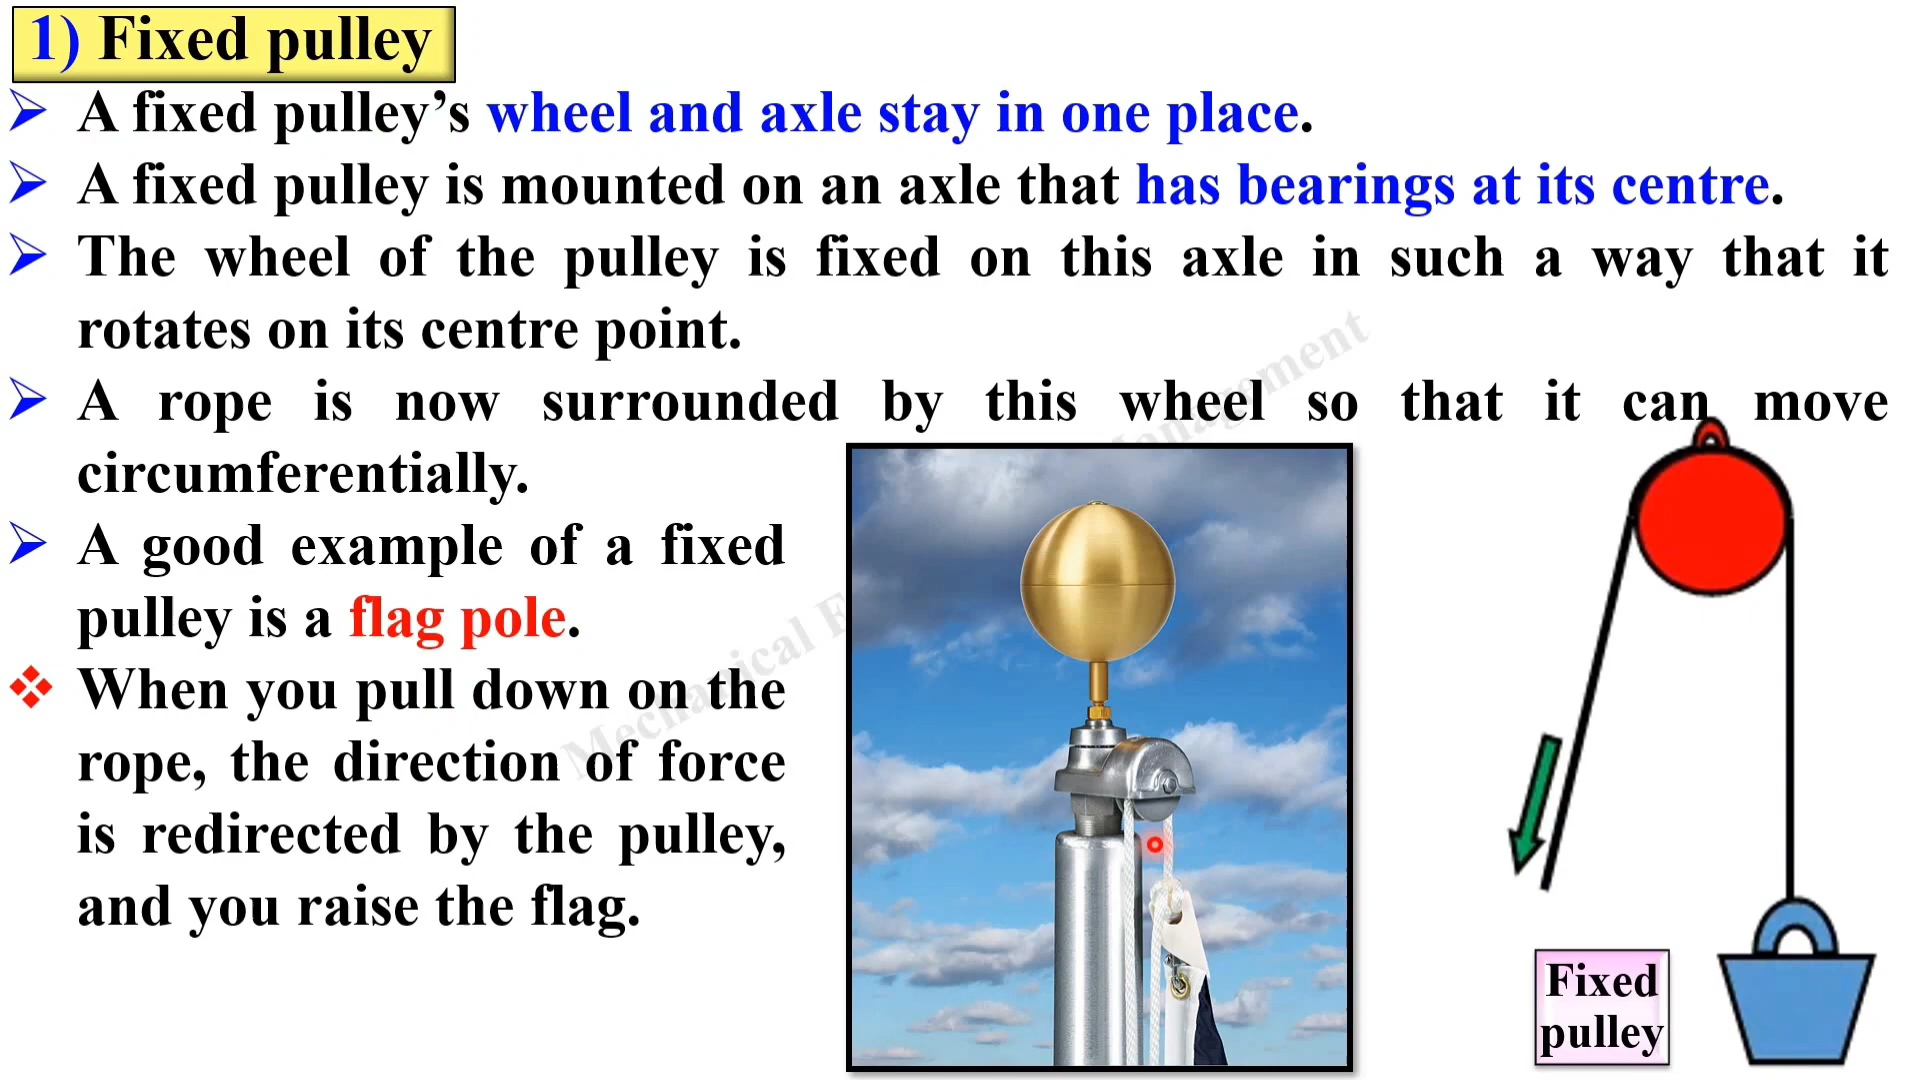 1) Fixed pulley
A fixed pulley’s wheel and axle stay in one place.
A fixed pulley is mounted on an axle that has bearings at its centre.
The wheel of the pulley is fixed on this axle in such a way that it
rotates on its centre point.
A rope is now surrounded by this wheel so that it can move
circumferentially.
A good example of a fixed
pulley is a flag pole.
When you pull down on the
rope, the direction of force
is redirected by the pulley,
and you raise the flag.
Fixed
pulley
Mechanical